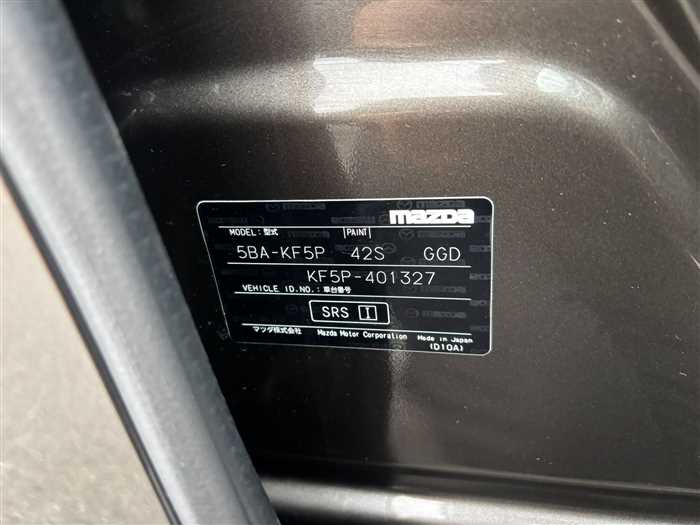 mazda
MODEL:型式 PAINT
5BA-KF5P 42S GGD
KF5P-401327
VEHICLE ID.NO.:車台番号
SRS I
マツダ株式会社 Mazda Motor Corporation Made in Japan
(D10A)